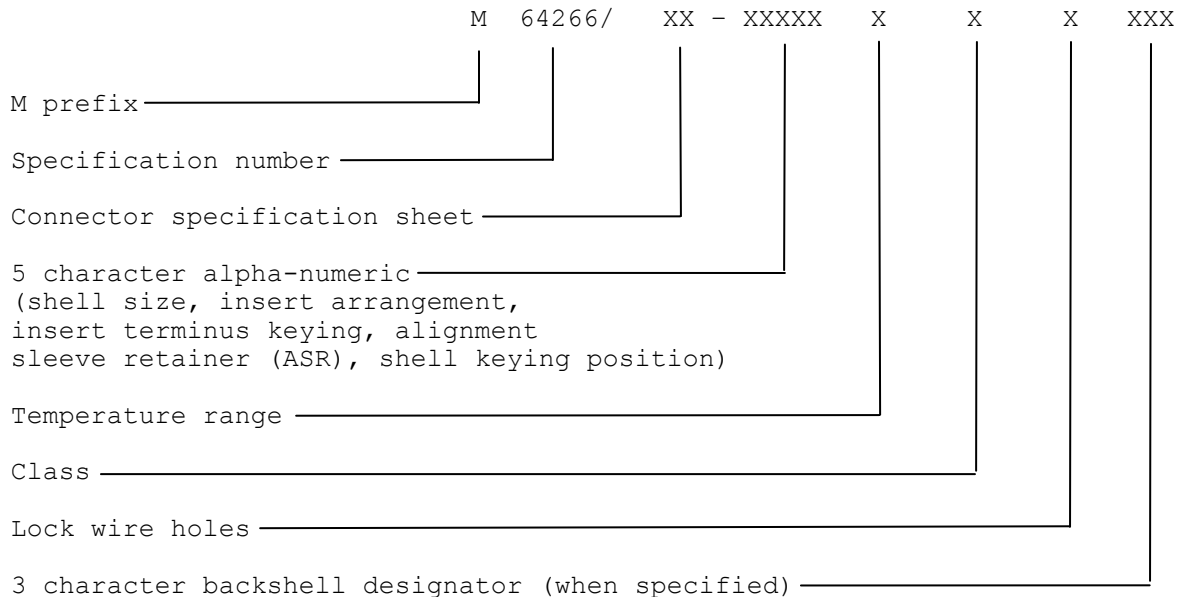 M 64266/ XX – XXXXX X X X XXX
M prefix
Specification number
Connector specification sheet
5 character alpha-numeric
(shell size, insert arrangement,
insert terminus keying, alignment
sleeve retainer (ASR), shell keying position)
Temperature range
Class
Lock wire holes
3 character backshell designator (when specified)